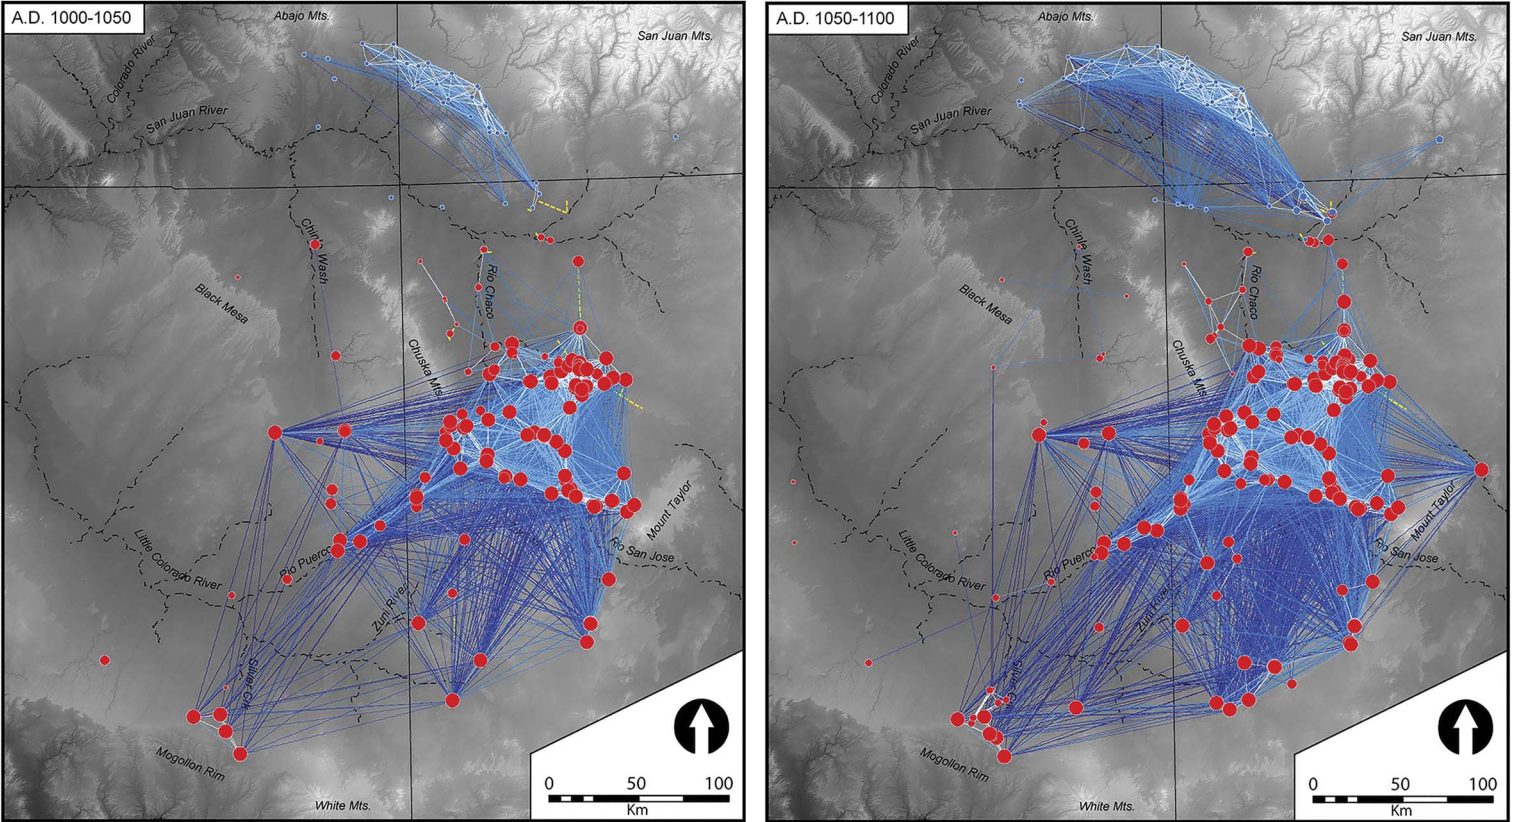 A.D. 1000-1050
Abajo Mts.
San Juan Mts.
Colorado River
San Juan River
Chinle Wash
Rio Chaco
Black Mesa
Chuska Mts.
Mount Taylor
Little Colorado River
Rio Puerco
Rio San Jose
Zuni River
Silver Crk.
Mogollon Rim
White Mts.
0 50 100
Km
A.D. 1050-1100
Abajo Mts.
San Juan Mts.
Colorado River
San Juan River
Wash
Rio Chaco
Black Mesa
Chuska Mts.
Mount Taylor
Little Colorado River
Rio Puerco
Rio San Jose
Zuni
Mogollon Rim
White Mts.
0 50 100
Km